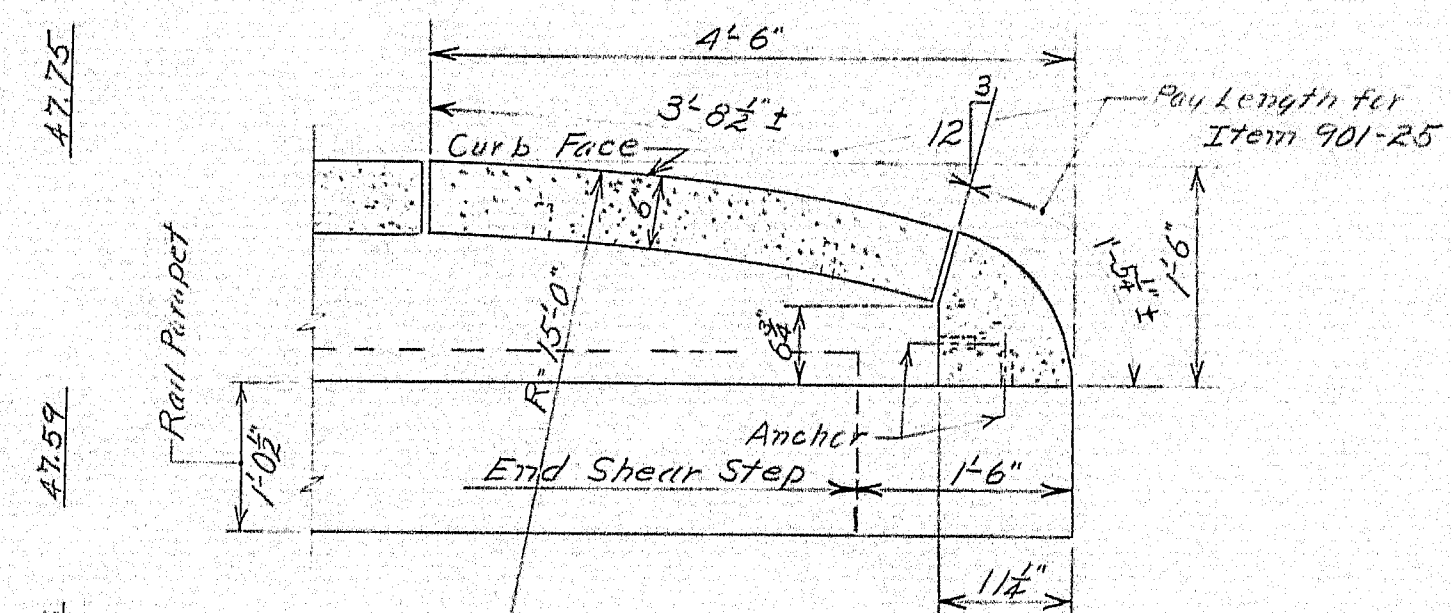 47.75
4'-6"
3'-8½"±
3
12
Pay Length for
Item 901-25
Curb Face
6"
1'-5¼"±
1'-6"
Rail Parapet
R=15'-0"
6¾"
47.59
1'-0½"
Anchor
End Shear Step
1'-6"
11¼"